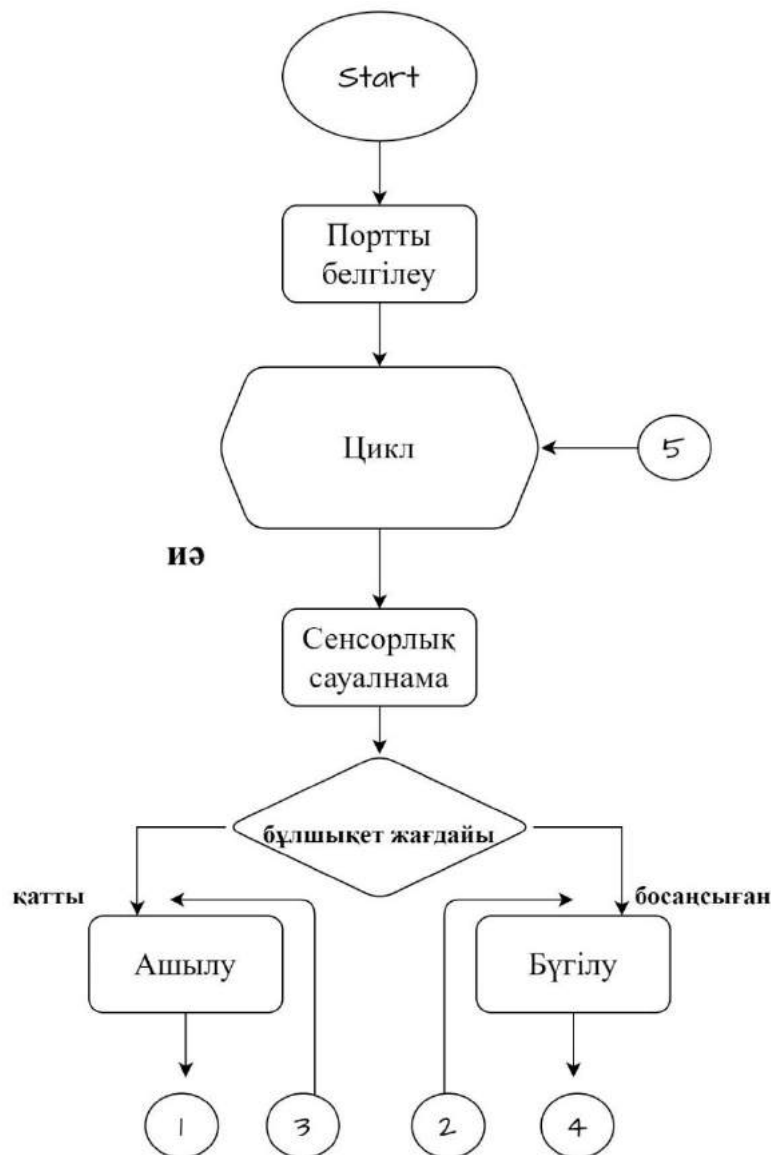 Start
Портты
белгілеу
Цикл
5
иә
Сенсорлық
сауалнама
бұлшықет жағдайы
қатты
босаңсыған
Ашылу
Бүгілу
1
3
2
4